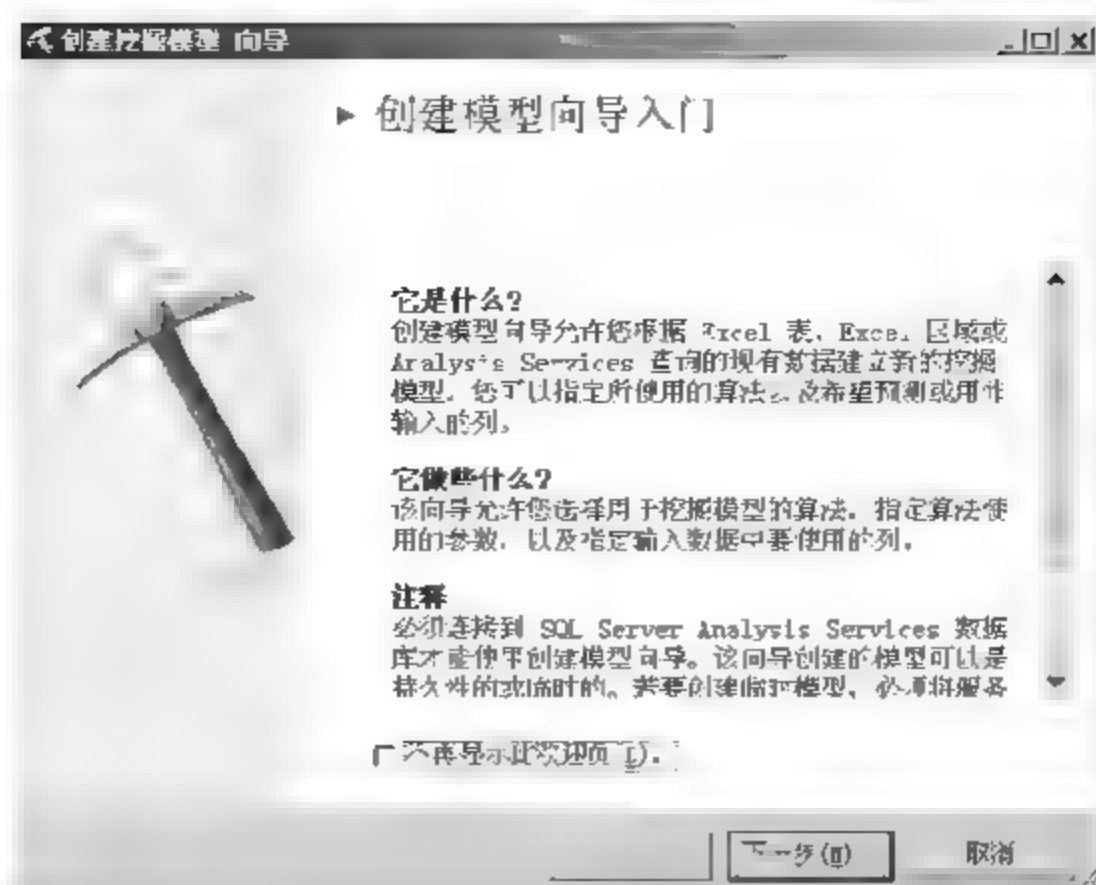 创建挖掘模型 向导
创建模型向导入门
它是什么?
创建模型向导允许您根据 Excel 表、Excel 区域或
Analysis Services 查询的现有数据建立新的挖掘
模型。您可以指定所使用的算法以及希望预测或用作
输入的列。
它做些什么?
该向导允许您选择用于挖掘模型的算法，指定算法使
用的参数，以及指定输入数据中要使用的列。
注释
必须连接到 SQL Server Analysis Services 数据
库才能使用创建模型向导。该向导创建的模型可以是
持久性的或临时的。若要创建临时模型，必须将服务
不再显示此欢迎页
下一步(N)
取消